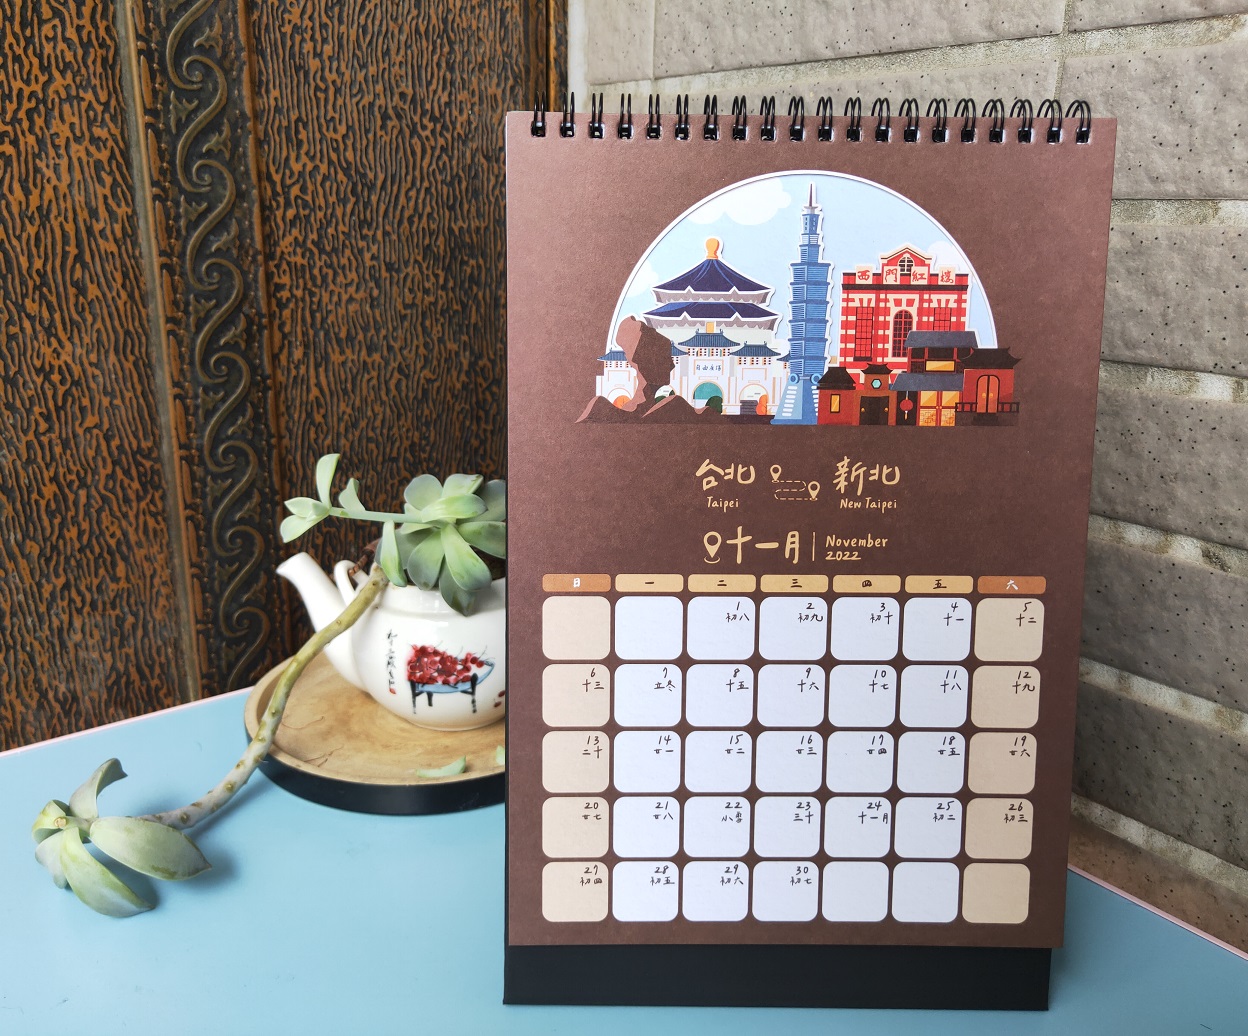 西門紅樓
自由廣場
台北 新北
Taipei New Taipei
十一月 November
2022
日 一 二 三 四 五 六
1 2 3 4 5
初八 初九 初十 十一 十二
6 7 8 9 10 11 12
十三 立冬 十五 十六 十七 十八 十九
13 14 15 16 17 18 19
二十 廿一 廿二 廿三 廿四 廿五 廿六
20 21 22 23 24 25 26
廿七 廿八 小雪 三十 十一月 初二 初三
27 28 29 30
初四 初五 初六 初七